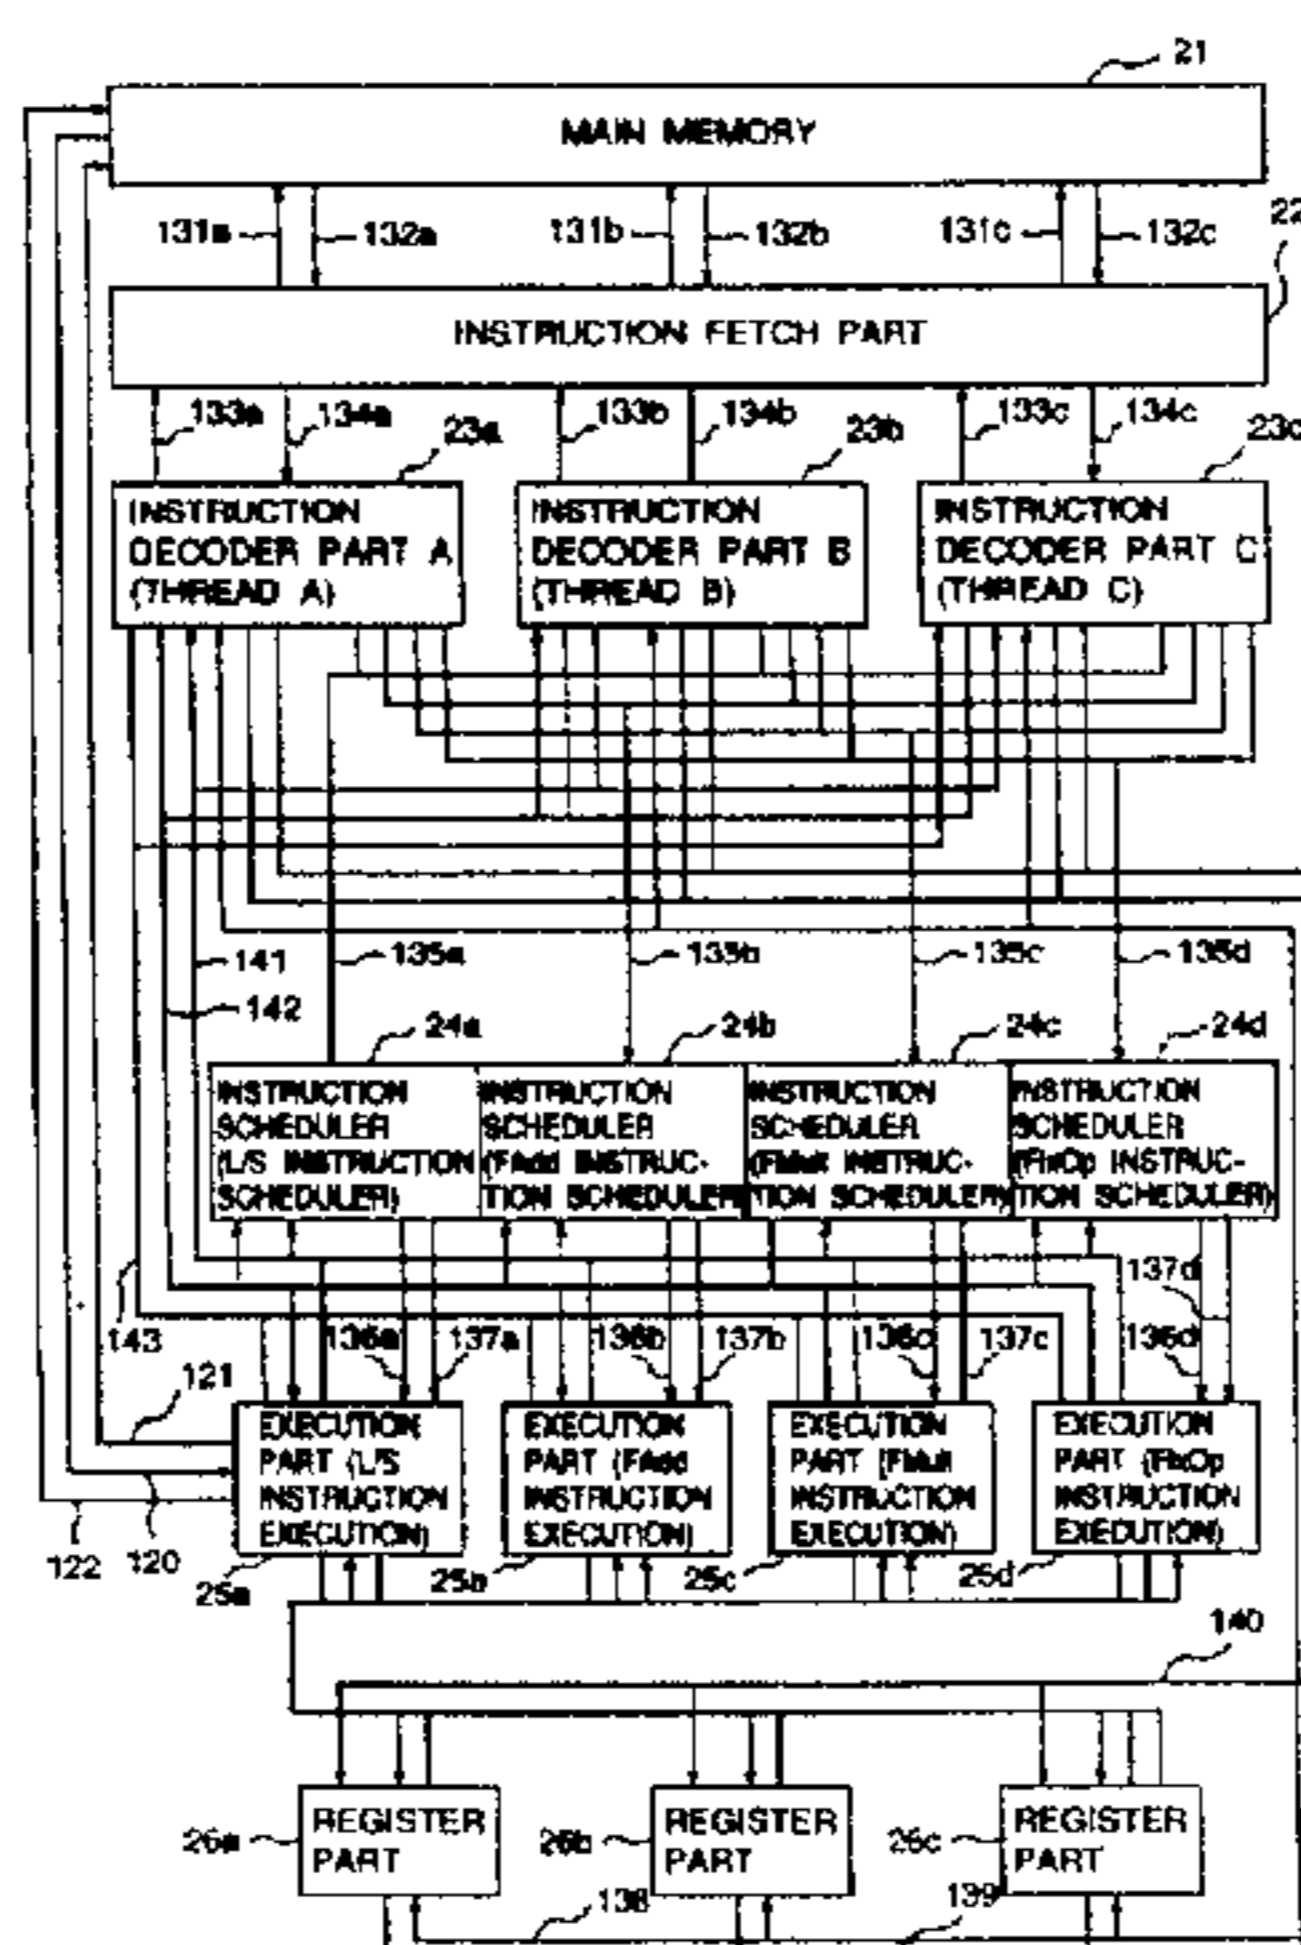 21
MAIN MEMORY
131a 132a 131b 132b 131c 132c
22
INSTRUCTION FETCH PART
133a 134a 133b 134b 133c 134c
23a 23b 23c
INSTRUCTION DECODER PART A (THREAD A)
INSTRUCTION DECODER PART B (THREAD B)
INSTRUCTION DECODER PART C (THREAD C)
141 135a 135b 135c 135d
142
24a 24b 24c 24d
INSTRUCTION
SCHEDULER
(L/S INSTRUCTION
SCHEDULER)
INSTRUCTION
SCHEDULER
(FAdd INSTRUC-
TION SCHEDULER)
INSTRUCTION
SCHEDULER
(FMult INSTRUC-
TION SCHEDULER)
INSTRUCTION
SCHEDULER
(FixOp INSTRUC-
TION SCHEDULER)
137d
143 136a 137a 136b 137b 136c 137c 136d
121
EXECUTION
PART (L/S
INSTRUCTION
EXECUTION)
EXECUTION
PART (FAdd
INSTRUCTION
EXECUTION)
EXECUTION
PART (FMult
INSTRUCTION
EXECUTION)
EXECUTION
PART (FixOp
INSTRUCTION
EXECUTION)
122 120 25a 25b 25c 25d
140
26a REGISTER
PART
26b REGISTER
PART
26c REGISTER
PART
138 139